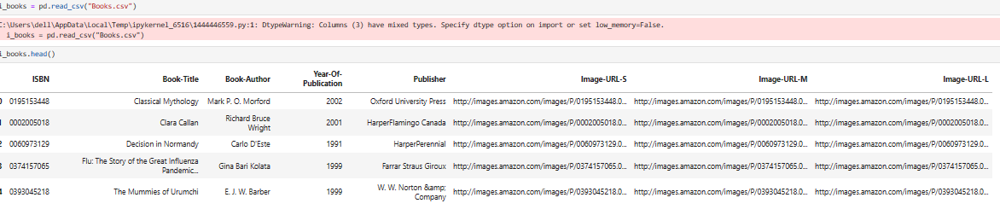 i_books = pd.read_csv("Books.csv")
C:\Users\dell\AppData\Local\Temp\ipykernel_6516\1444446559.py:1: DtypeWarning: Columns (3) have mixed types. Specify dtype option on import or set low_memory=False.
i_books = pd.read_csv("Books.csv")
i_books.head()
ISBN Book-Title Book-Author Year-Of-Publication Publisher Image-URL-S Image-URL-M Image-URL-L
0 0195153448 Classical Mythology Mark P. O. Morford 2002 Oxford University Press http://images.amazon.com/images/P/0195153448.0... http://images.amazon.com/images/P/0195153448.0... http://images.amazon.com/images/P/0195153448.0...
1 0002005018 Clara Callan Richard Bruce Wright 2001 HarperFlamingo Canada http://images.amazon.com/images/P/0002005018.0... http://images.amazon.com/images/P/0002005018.0... http://images.amazon.com/images/P/0002005018.0...
2 0060973129 Decision in Normandy Carlo D'Este 1991 HarperPerennial http://images.amazon.com/images/P/0060973129.0... http://images.amazon.com/images/P/0060973129.0... http://images.amazon.com/images/P/0060973129.0...
3 0374157065 Flu: The Story of the Great Influenza Pandemic... Gina Bari Kolata 1999 Farrar Straus Giroux http://images.amazon.com/images/P/0374157065.0... http://images.amazon.com/images/P/0374157065.0... http://images.amazon.com/images/P/0374157065.0...
4 0393045218 The Mummies of Urumchi E. J. W. Barber 1999 W. W. Norton &amp; Company http://images.amazon.com/images/P/0393045218.0... http://images.amazon.com/images/P/0393045218.0... http://images.amazon.com/images/P/0393045218.0...